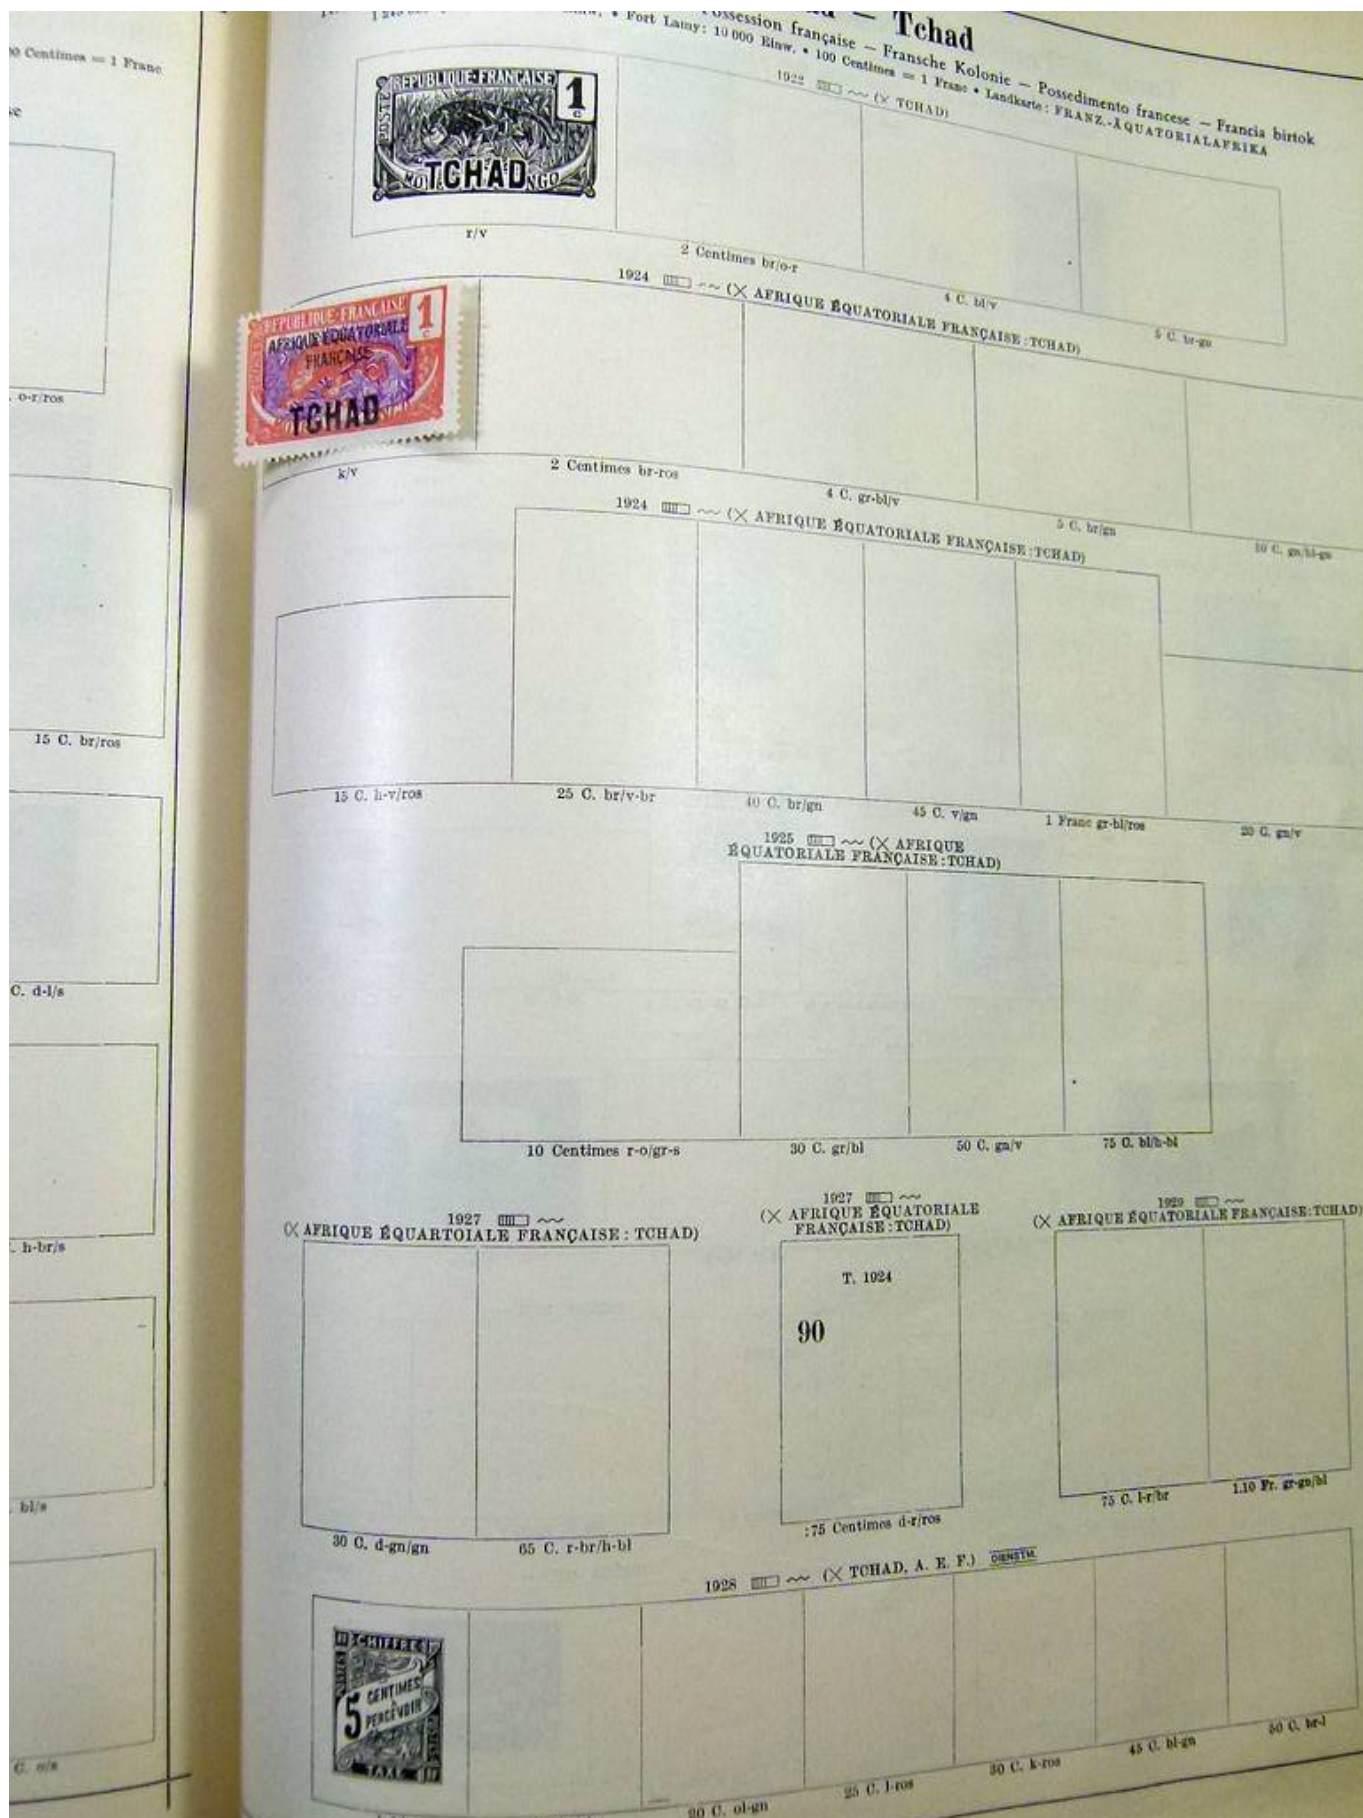 00 Centimes = 1 Franc
o-r/ros
15 C. br/ros
C. d-l/s
h-br/s
bl/s
C. o/s
— Tchad
Possession française — Fransche Kolonie — Possedimento francese — Francia birtok
• Fort Lamy: 10 000 Einw. • 100 Centimes = 1 Franc • Landkarte: FRANZ.-ÄQUATORIALAFRIKA
1922 (X TCHAD)
REPUBLIQUE·FRANÇAISE
1
C
POSTES
TCHAD
r/v
2 Centimes br/o-r
4 C. bl/v
5 C. br-gn
1924 (X AFRIQUE ÉQUATORIALE FRANÇAISE : TCHAD)
REPUBLIQUE·FRANÇAISE
1
C
AFRIQUE EQUATORIALE
FRANÇAISE
TCHAD
k/v
2 Centimes br-ros
4 C. gr-bl/v
5 C. br/gn
10 C. gn/bl-gn
1924 (X AFRIQUE ÉQUATORIALE FRANÇAISE : TCHAD)
15 C. h-v/ros
25 C. br/v-br
40 C. br/gn
45 C. v/gn
1 Franc gr-bl/ros
20 C. gn/v
1925 (X AFRIQUE
ÉQUATORIALE FRANÇAISE : TCHAD)
10 Centimes r-o/gr-s
30 C. gr/bl
50 C. gn/v
75 C. bl/h-bl
1927
(X AFRIQUE ÉQUARTOIALE FRANÇAISE : TCHAD)
30 C. d-gn/gn
65 C. r-br/h-bl
1927
(X AFRIQUE ÉQUATORIALE
FRANÇAISE : TCHAD)
T. 1924
90
:75 Centimes d-r/ros
1929
(X AFRIQUE ÉQUATORIALE FRANÇAISE: TCHAD)
75 C. l-r/br
1.10 Fr. gr-gn/bl
1928 (X TCHAD, A. E. F.) DIENSTM.
CHIFFRE
POSTES
5 CENTIMES
À
PERCEVOIR
TAXE
20 C. ol-gn
25 C. l-ros
30 C. k-ros
45 C. bl-gn
50 C. br-l